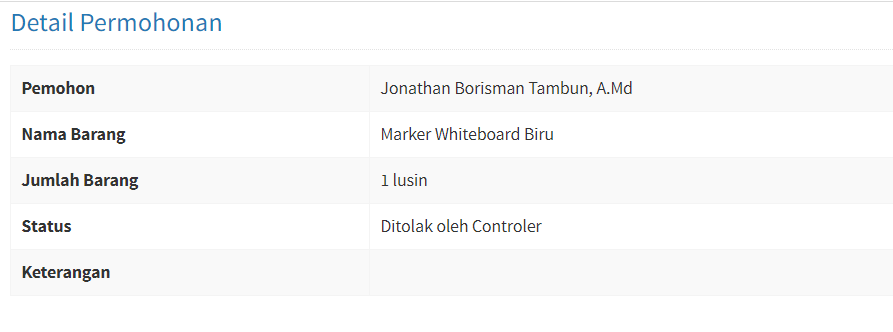 Detail Permohonan
Pemohon Jonathan Borisman Tambun, A.Md
Nama Barang Marker Whiteboard Biru
Jumlah Barang 1 lusin
Status Ditolak oleh Controler
Keterangan